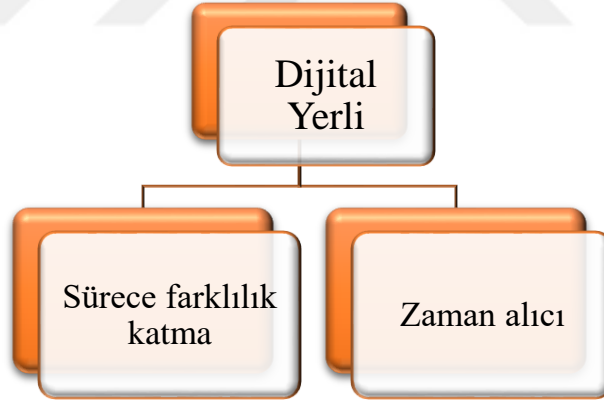 Dijital
Yerli
Sürece farklılık
katma
Zaman alıcı